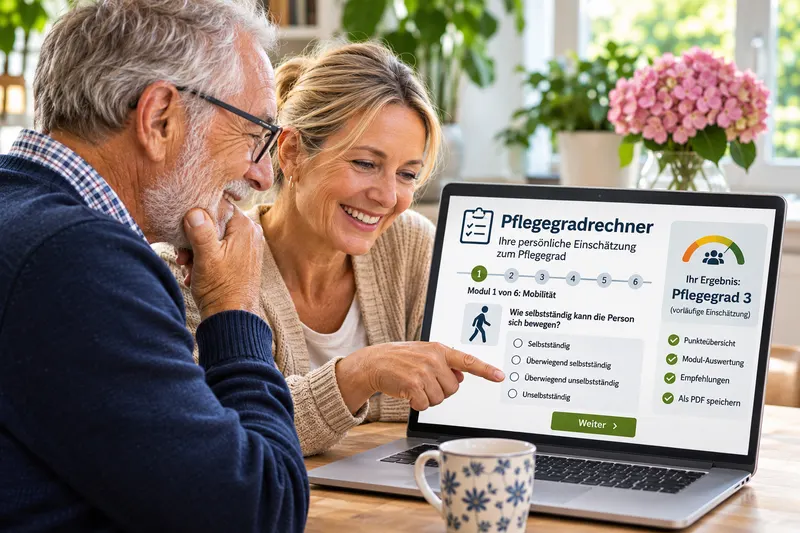 Pflegegradrechner
Ihre persönliche Einschätzung
zum Pflegegrad
1 2 3 4 5 6
Modul 1 von 6: Mobilität
Wie selbstständig kann die Person
sich bewegen?
Selbstständig
Überwiegend selbstständig
Überwiegend unselbstständig
Unselbstständig
Weiter >
Ihr Ergebnis:
Pflegegrad 3
(vorläufige Einschätzung)
Punkteübersicht
Modul-Auswertung
Empfehlungen
Als PDF speichern